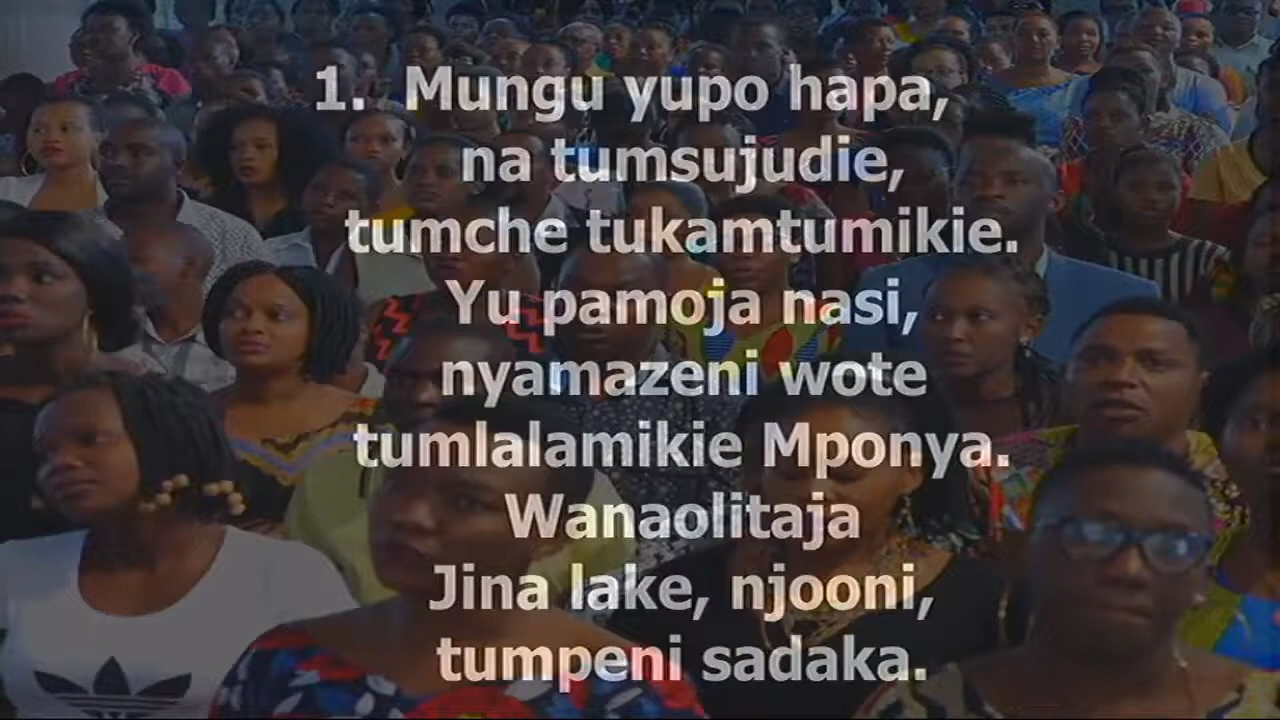 1. Mungu yupo hapa,
na tumsujudie,
tumche tukamtumikie.
Yu pamoja nasi,
nyamazeni wote
tumlalamikie Mponya.
Wanaolitaja
Jina lake, njooni,
tumpeni sadaka.